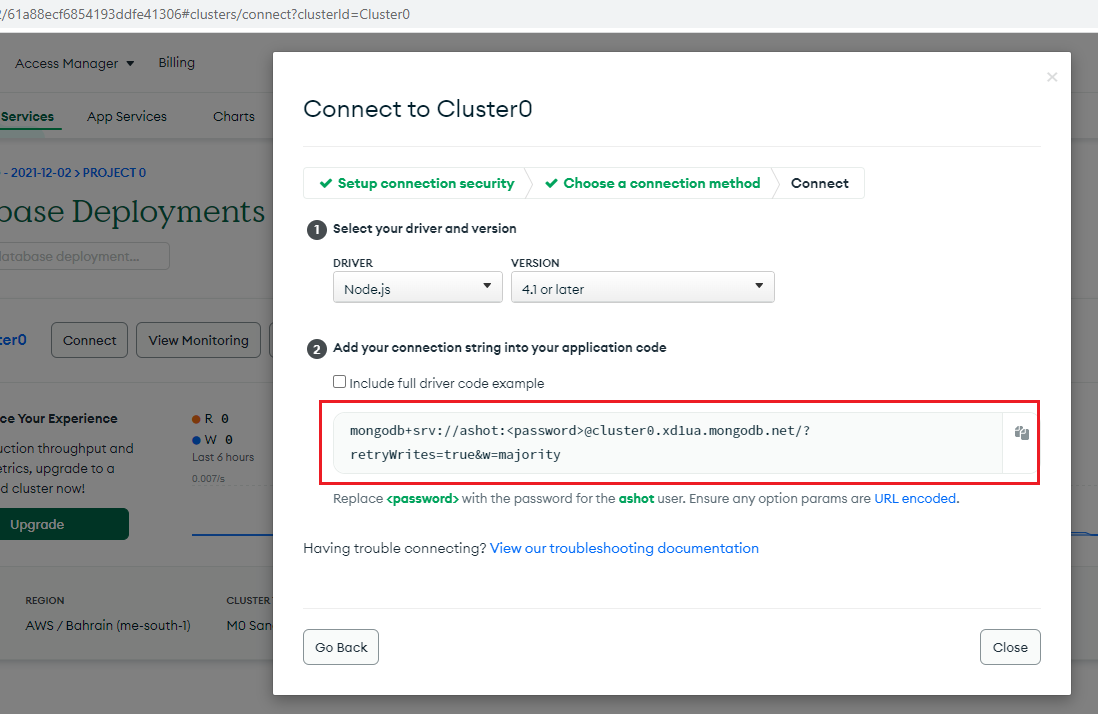 /61a88ecf6854193ddfe41306#clusters/connect?clusterId=Cluster0
Access Manager
Billing
Services
App Services
Charts
- 2021-12-02 > PROJECT 0
base Deployments
database deployment...
ter0
Connect
View Monitoring
ce Your Experience
uction throughput and
etrics, upgrade to a
d cluster now!
Upgrade
R 0
W 0
Last 6 hours
0.007/s
REGION
AWS / Bahrain (me-south-1)
CLUSTER
M0 San
×
Connect to Cluster0
Setup connection security
Choose a connection method
Connect
1 Select your driver and version
DRIVER VERSION
Node.js 4.1 or later
2 Add your connection string into your application code
Include full driver code example
mongodb+srv://ashot:<password>@cluster0.xd1ua.mongodb.net/?
retryWrites=true&w=majority
Replace <password> with the password for the ashot user. Ensure any option params are URL encoded.
Having trouble connecting? View our troubleshooting documentation
Go Back
Close